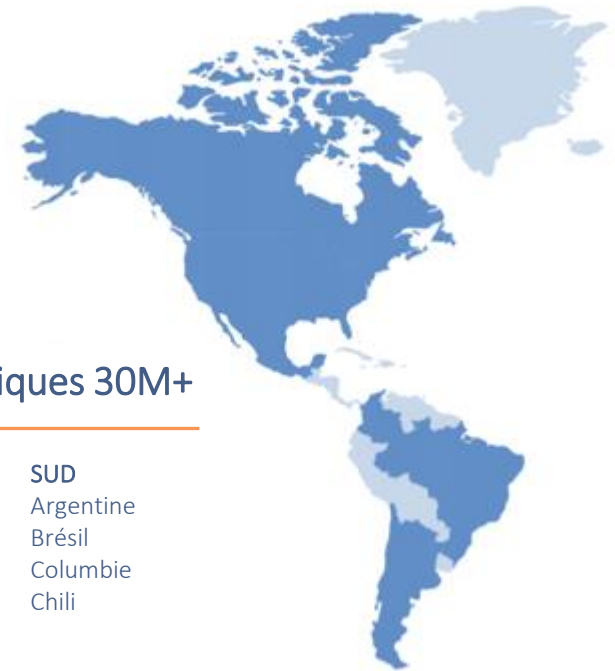 iques 30M+
SUD
Argentine
Brésil
Columbie
Chili